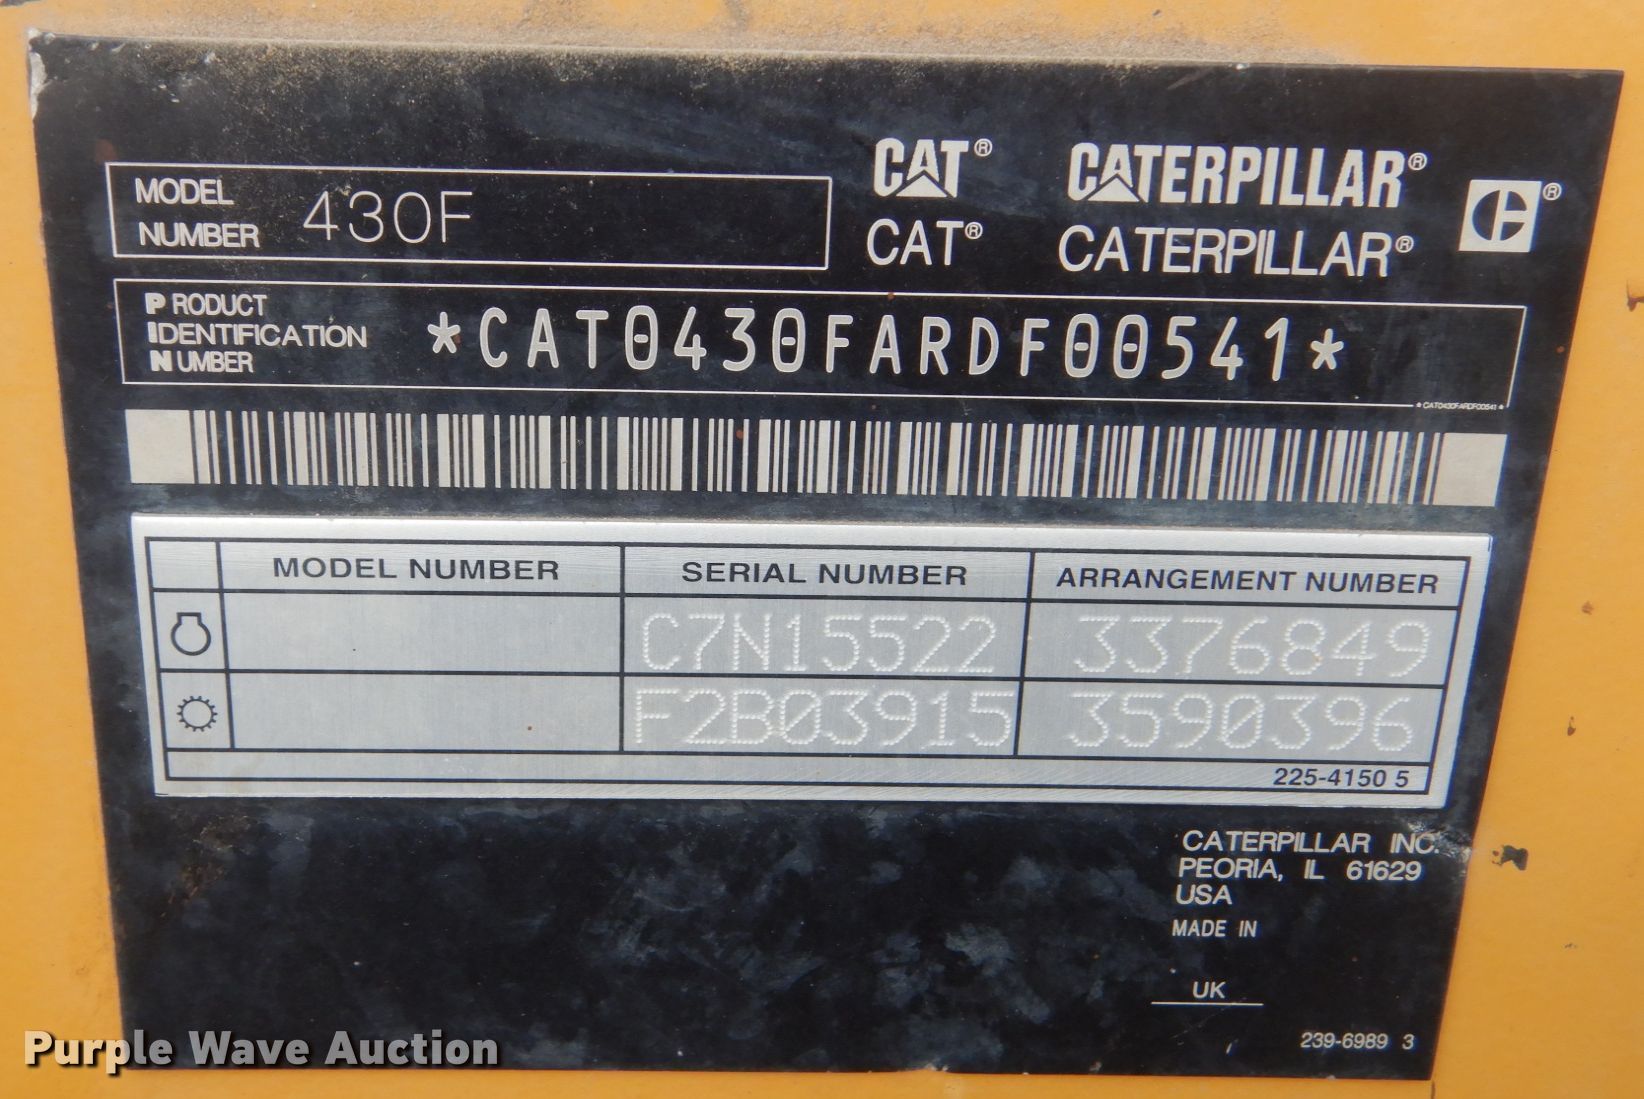 CAT® CATERPILLAR® ®
CAT® CATERPILLAR®
MODEL
NUMBER 430F
PRODUCT
IDENTIFICATION
NUMBER
*CAT0430FARDF00541*
*CAT0430FARDF00541*
MODEL NUMBER SERIAL NUMBER ARRANGEMENT NUMBER
C7N15522 3376849
F2B03915 3590396
225-4150 5
CATERPILLAR INC.
PEORIA, IL 61629
USA
MADE IN
UK
239-6989 3
Purple Wave Auction